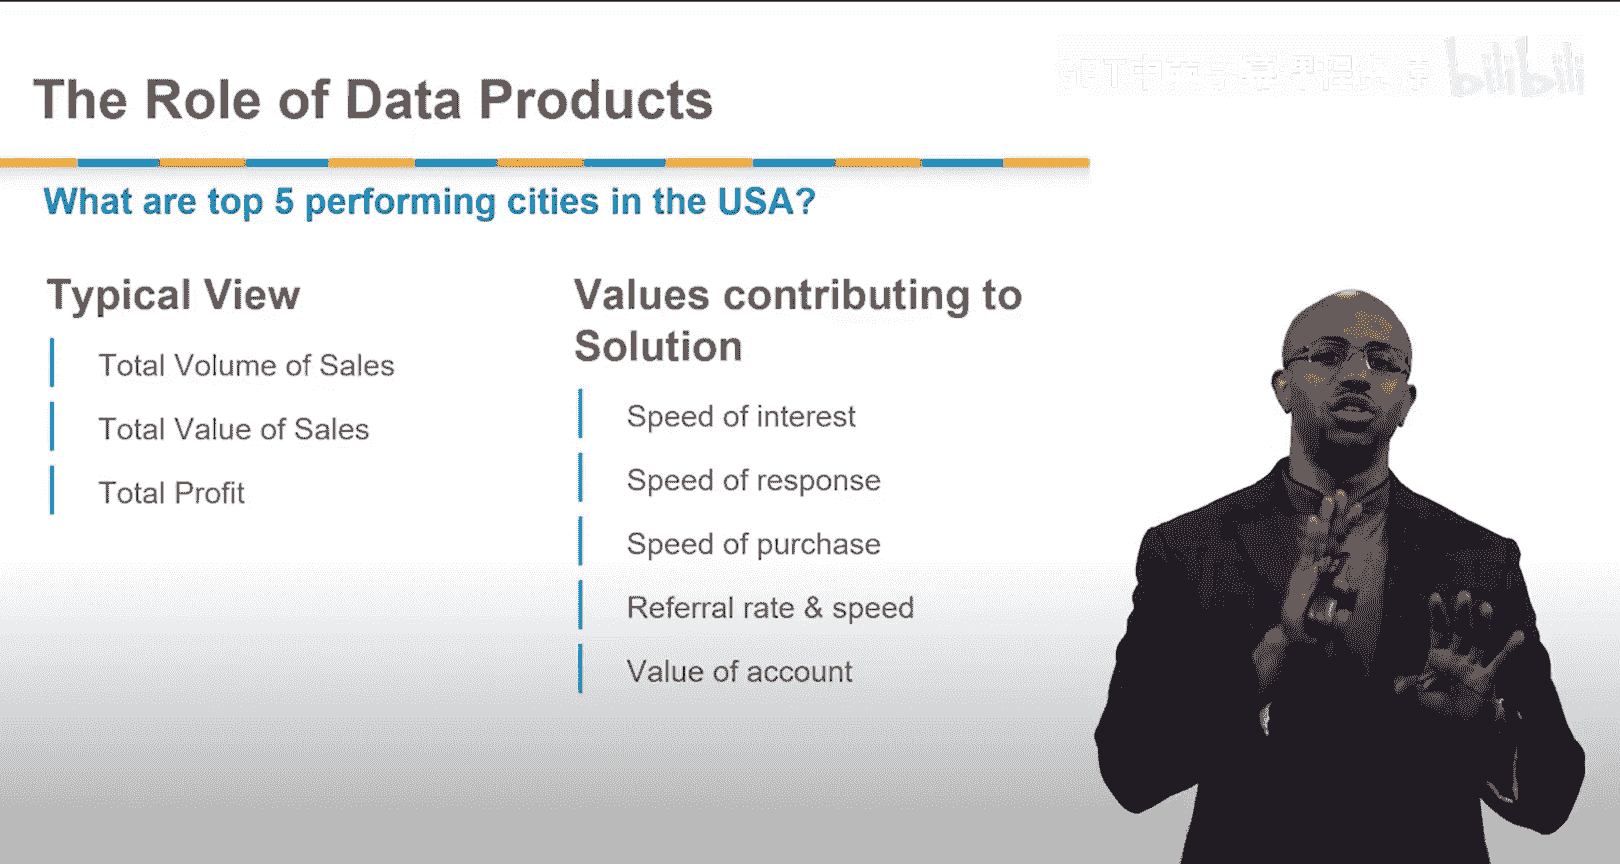 The Role of Data Products
What are top 5 performing cities in the USA?
Typical View
Total Volume of Sales
Total Value of Sales
Total Profit
Values contributing to
Solution
Speed of interest
Speed of response
Speed of purchase
Referral rate & speed
Value of account
bilibili